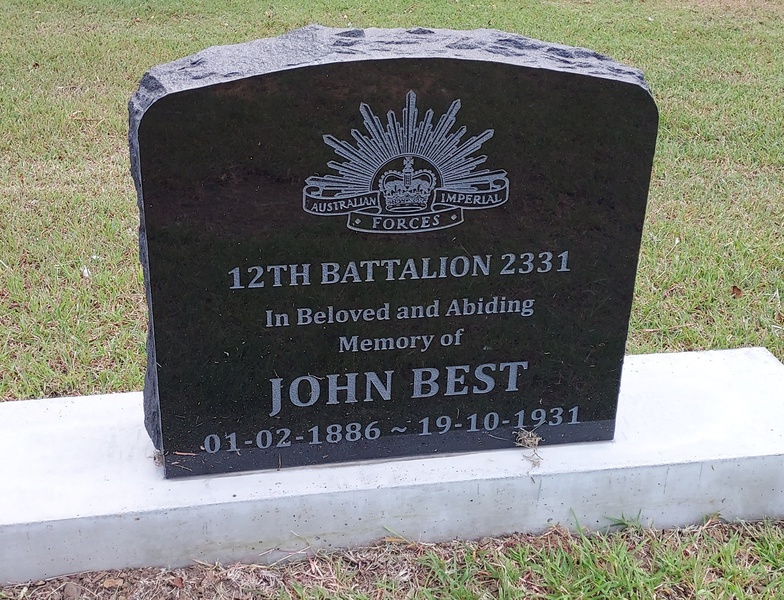 AUSTRALIAN IMPERIAL
FORCES
12TH BATTALION 2331
In Beloved and Abiding
Memory of
JOHN BEST
01-02-1886 ~ 19-10-1931